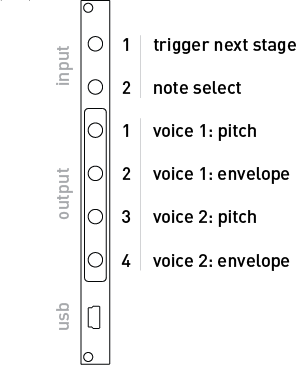 input
1 trigger next stage
2 note select
output
1 voice 1: pitch
2 voice 1: envelope
3 voice 2: pitch
4 voice 2: envelope
usb